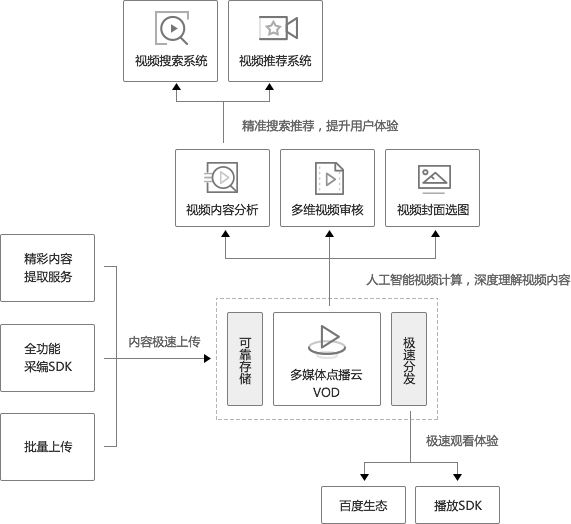 视频搜索系统
视频推荐系统
精准搜索推荐，提升用户体验
视频内容分析
多维视频审核
视频封面选图
人工智能视频计算，深度理解视频内容
精彩内容
提取服务
全功能
采编SDK
批量上传
内容极速上传
可靠存储
多媒体点播云
VOD
极速分发
极速观看体验
百度生态
播放SDK